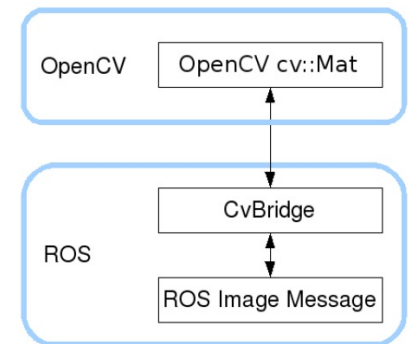 OpenCV
OpenCV cv::Mat
CvBridge
ROS
ROS Image Message